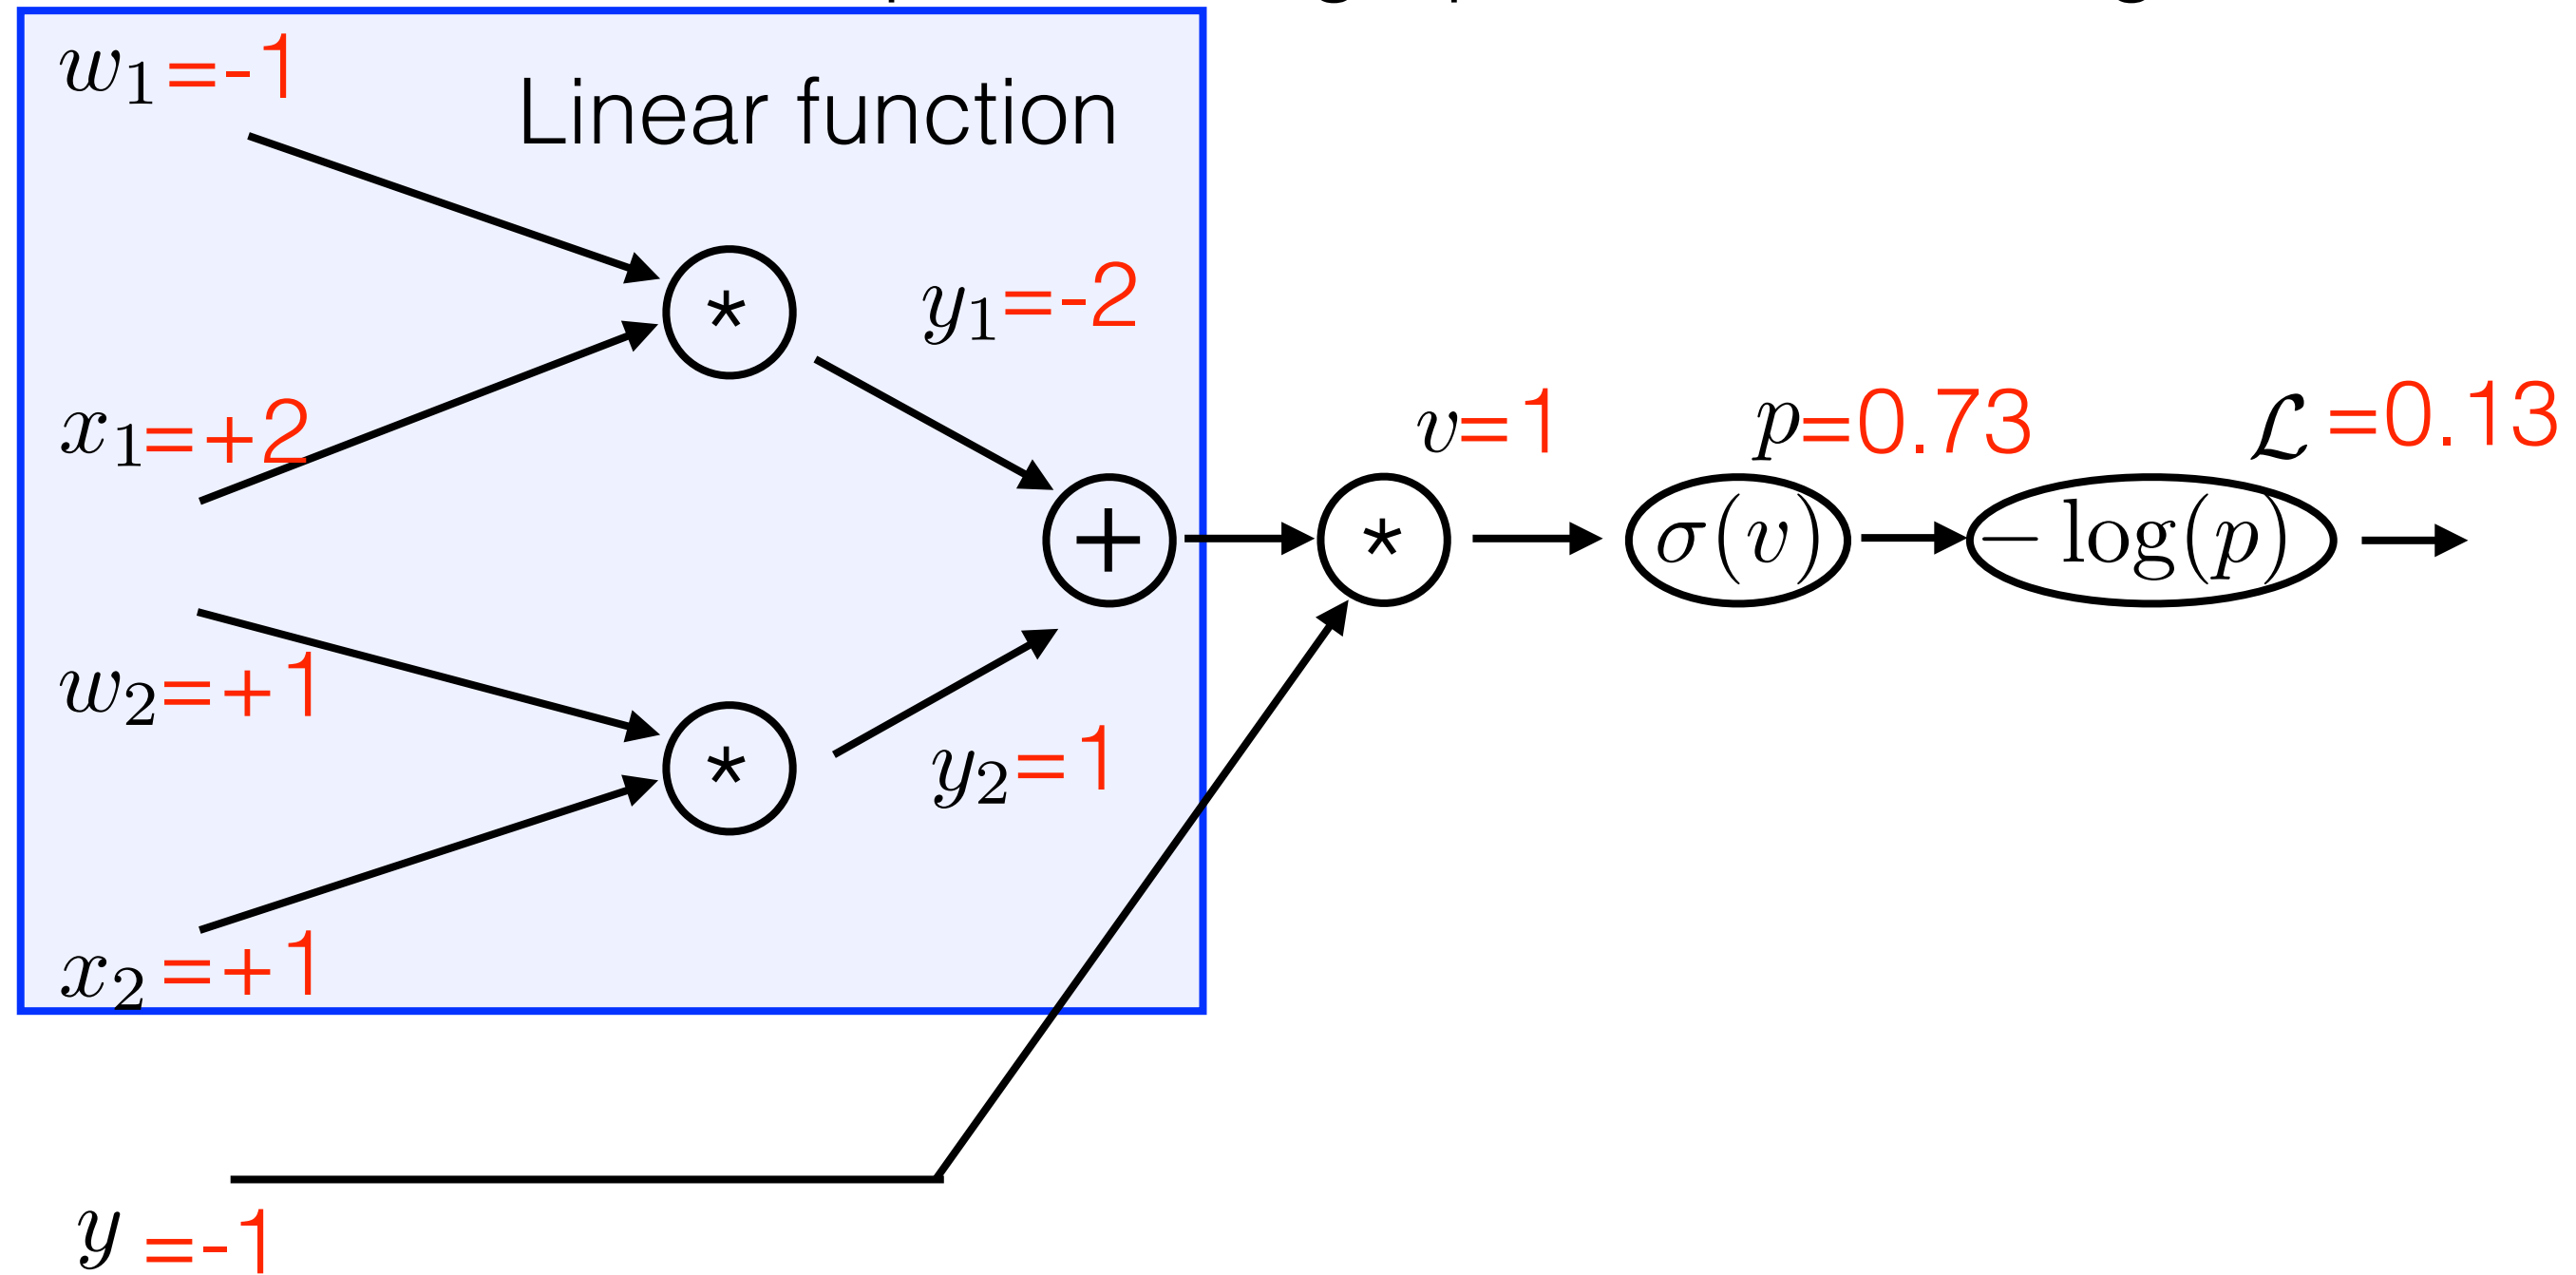 w₁=-1
Linear function
*
y₁=-2
x₁=+2
v=1
p=0.73
ℒ=0.13
+
*
σ(v)
− log(p)
w₂=+1
*
y₂=1
x₂=+1
y=-1